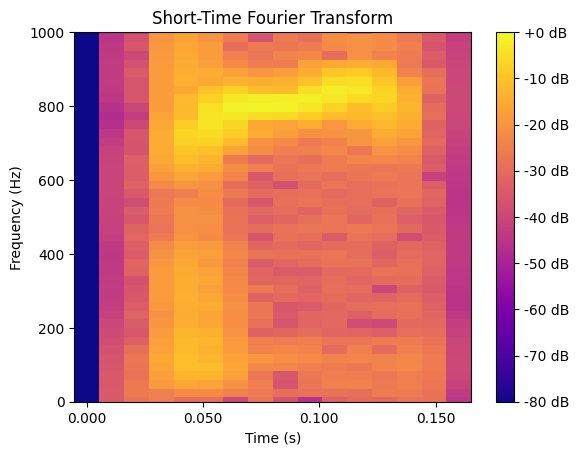 Short-Time Fourier Transform
Frequency (Hz)
1000
800
600
400
200
0
0.000
0.050
0.100
0.150
Time (s)
+0 dB
-10 dB
-20 dB
-30 dB
-40 dB
-50 dB
-60 dB
-70 dB
-80 dB